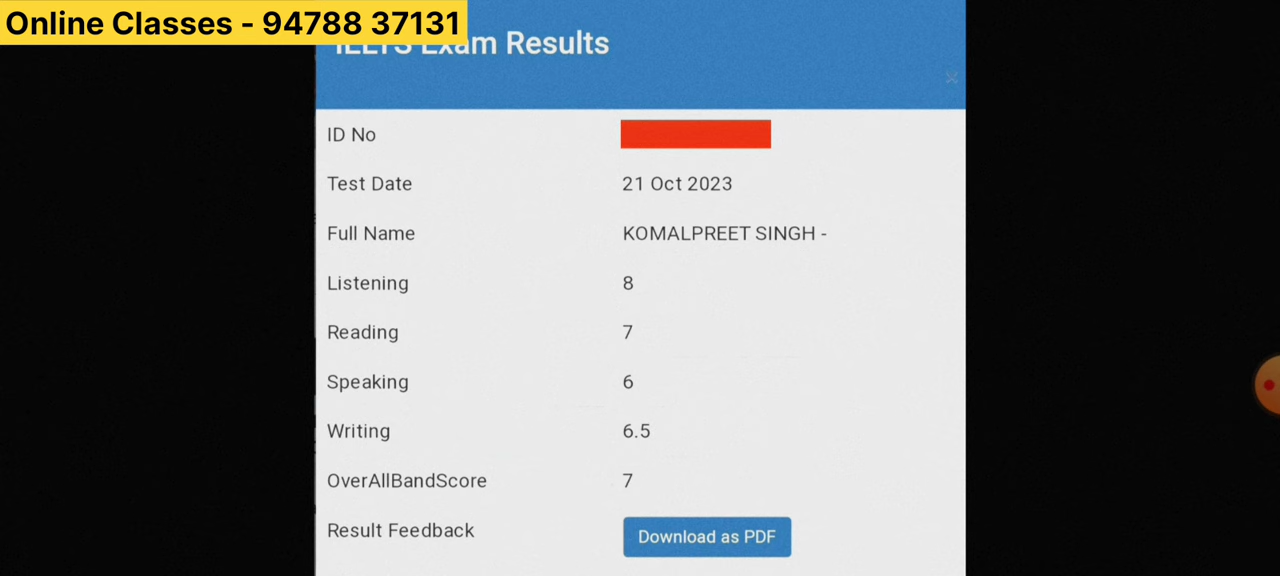 Online Classes - 94788 37131
IELTS Exam Results
ID No
Test Date 21 Oct 2023
Full Name KOMALPREET SINGH -
Listening 8
Reading 7
Speaking 6
Writing 6.5
OverAllBandScore 7
Result Feedback Download as PDF